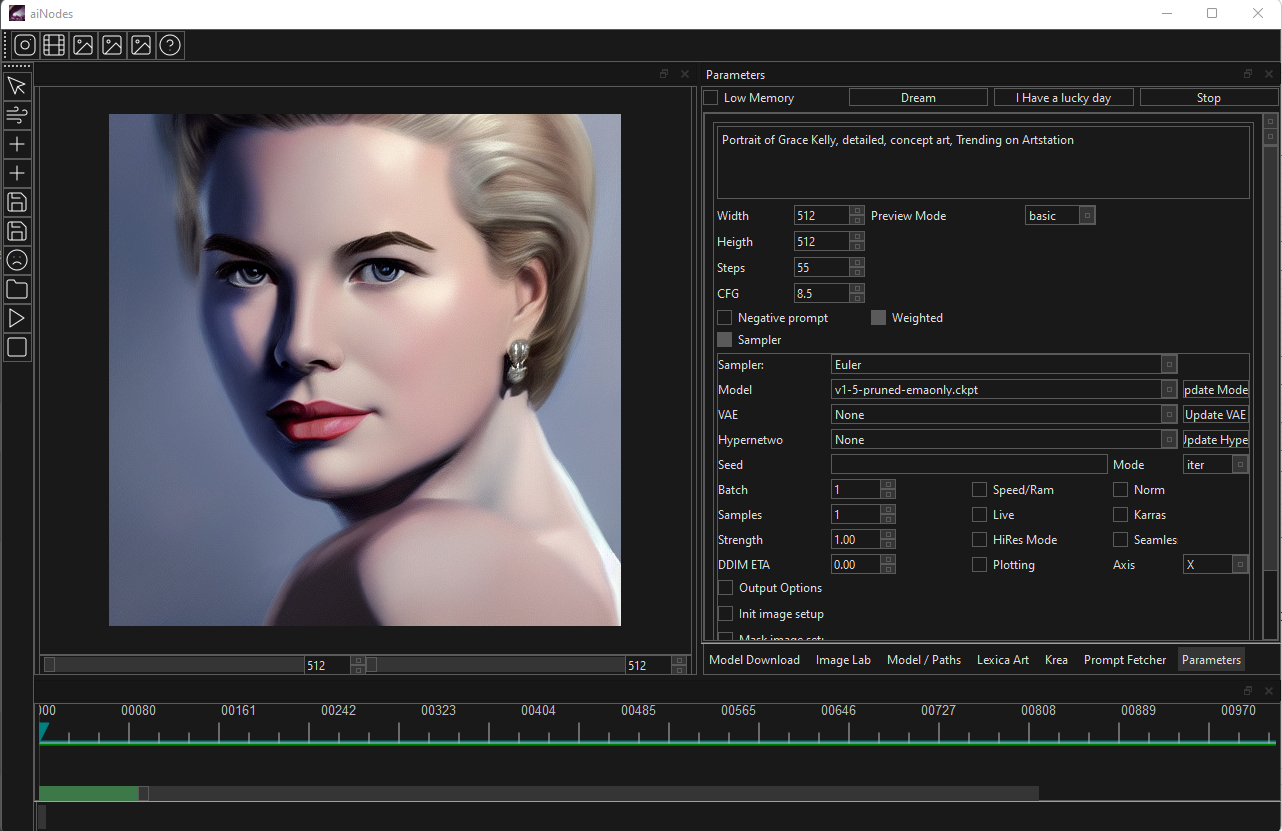 aiNodes
Parameters
Low Memory
Dream
I Have a lucky day
Stop
Portrait of Grace Kelly, detailed, concept art, Trending on Artstation
Width 512 Preview Mode basic
Heigth 512
Steps 55
CFG 8.5
Negative prompt Weighted
Sampler
Sampler: Euler
Model v1-5-pruned-emaonly.ckpt pdate Mode
VAE None Update VAE
Hypernetwo None Update Hype
Seed Mode iter
Batch 1 Speed/Ram Norm
Samples 1 Live Karras
Strength 1.00 HiRes Mode Seamles
DDIM ETA 0.00 Plotting Axis X
Output Options
Init image setup
Mask image setu
512 512
Model Download Image Lab Model / Paths Lexica Art Krea Prompt Fetcher Parameters
000 00080 00161 00242 00323 00404 00485 00565 00646 00727 00808 00889 00970